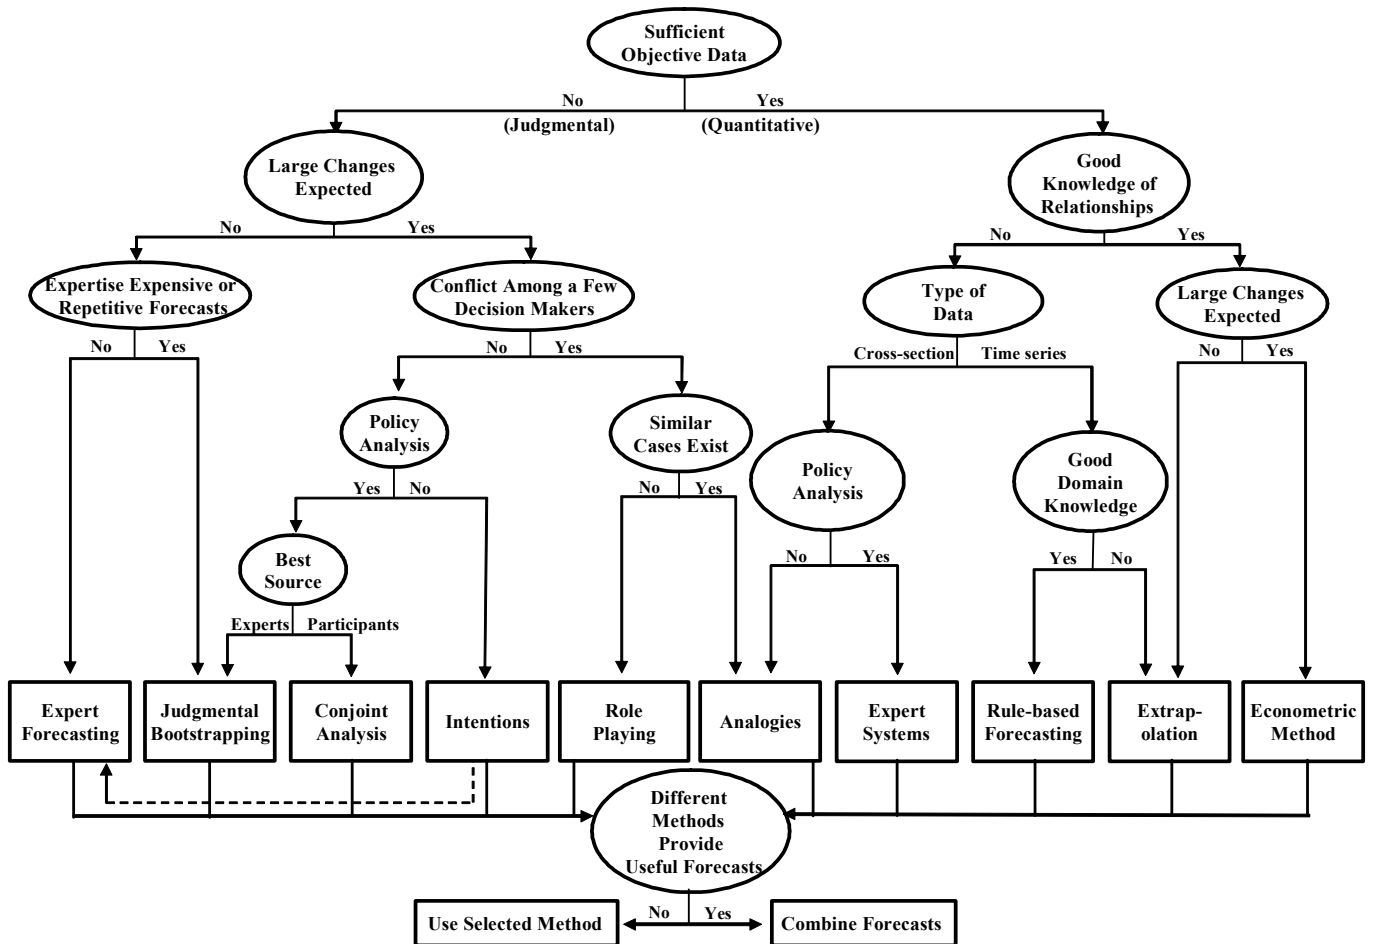 Sufficient
Objective Data
No
Yes
(Judgmental)
(Quantitative)
Large Changes
Expected
Good
Knowledge of
Relationships
No
Yes
No
Yes
Expertise Expensive or
Repetitive Forecasts
Conflict Among a Few
Decision Makers
Type of
Data
Large Changes
Expected
No
Yes
No
Yes
Cross-section
Time series
No
Yes
Policy
Analysis
Similar
Cases Exist
Policy
Analysis
Good
Domain
Knowledge
Yes
No
No
Yes
No
Yes
Yes
No
Best
Source
Experts
Participants
Expert
Forecasting
Judgmental
Bootstrapping
Conjoint
Analysis
Intentions
Role
Playing
Analogies
Expert
Systems
Rule-based
Forecasting
Extrap-
olation
Econometric
Method
Different
Methods
Provide
Useful Forecasts
No
Yes
Use Selected Method
Combine Forecasts